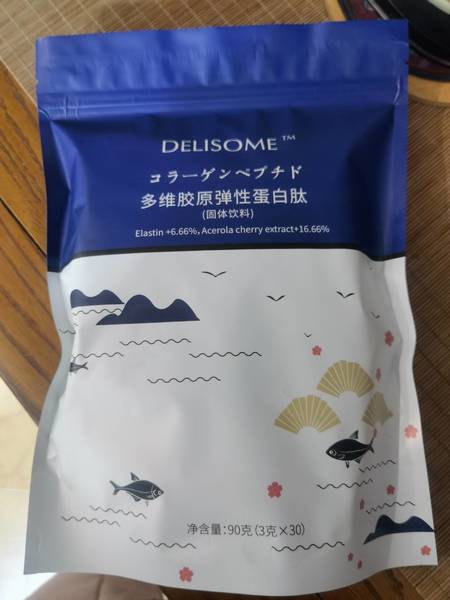 DELISOME™
コラーゲンペプチド
多维胶原弹性蛋白肽
(固体饮料)
Elastin +6.66%, Acerola cherry extract+16.66%
净含量:90克(3克×30)